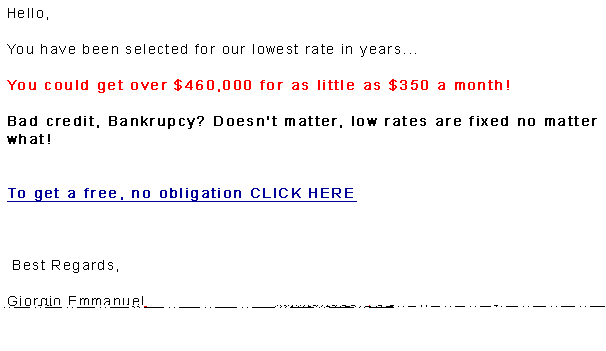 Hello,
You have been selected for our lowest rate in years...
You could get over $460,000 for as little as $350 a month!
Bad credit, Bankrupcy? Doesn't matter, low rates are fixed no matter
what!
To get a free, no obligation CLICK HERE
Best Regards,
Giorgio Emmanuel